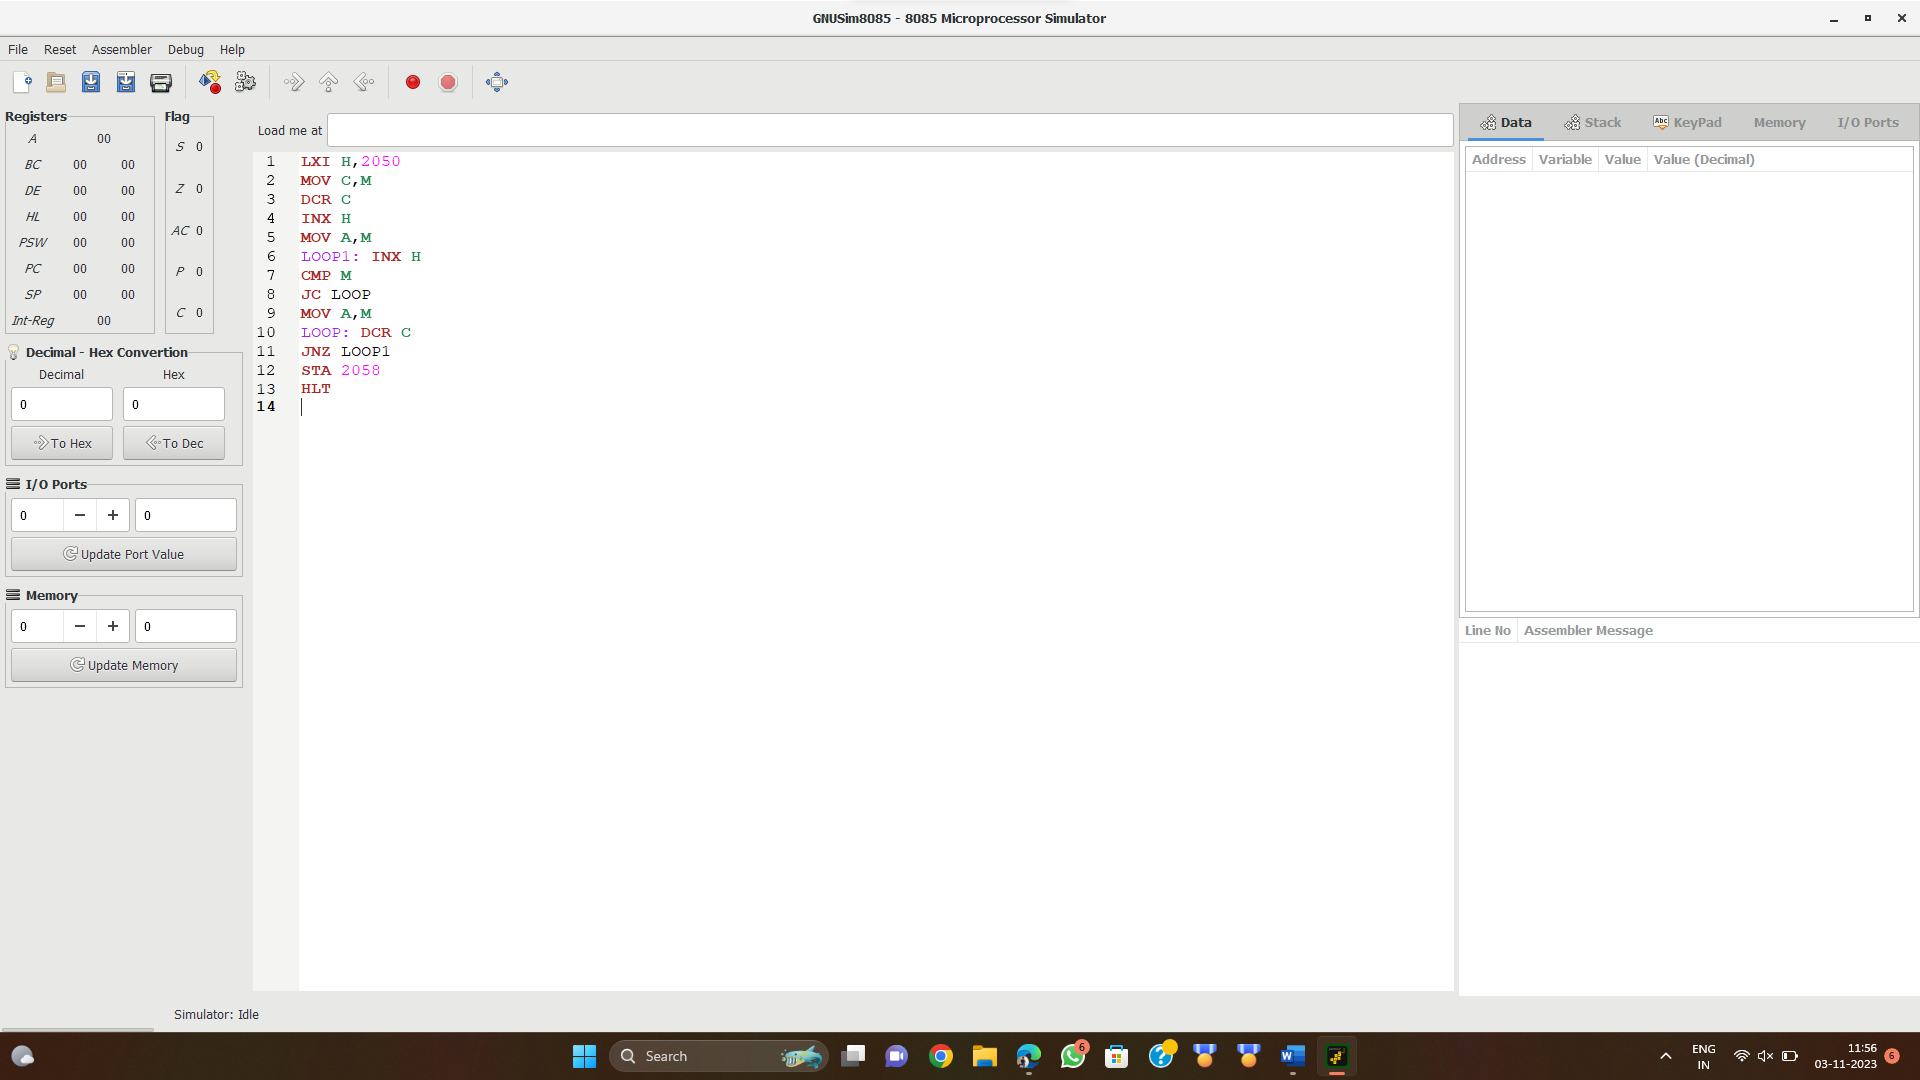 GNUSim8085 - 8085 Microprocessor Simulator
File Reset Assembler Debug Help
Registers
A 00
BC 00 00
DE 00 00
HL 00 00
PSW 00 00
PC 00 00
SP 00 00
Int-Reg 00
Flag
S 0
Z 0
AC 0
P 0
C 0
Decimal - Hex Convertion
Decimal Hex
0 0
To Hex To Dec
I/O Ports
0 0
Update Port Value
Memory
0 0
Update Memory
Load me at
1 LXI H,2050
2 MOV C,M
3 DCR C
4 INX H
5 MOV A,M
6 LOOP1: INX H
7 CMP M
8 JC LOOP
9 MOV A,M
10 LOOP: DCR C
11 JNZ LOOP1
12 STA 2058
13 HLT
14
Data Stack Abc KeyPad Memory I/O Ports
Address Variable Value Value (Decimal)
Line No Assembler Message
Simulator: Idle
Search
6
ENG
IN
11:56
03-11-2023
6